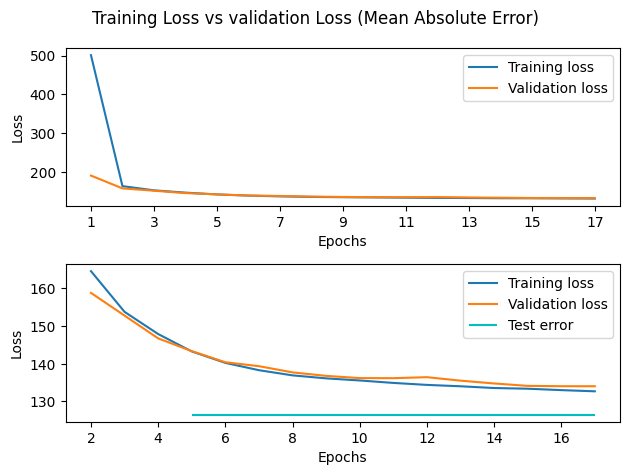 Training Loss vs validation Loss (Mean Absolute Error)
500
400
300
200
Loss
Training loss
Validation loss
1 3 5 7 9 11 13 15 17
Epochs
160
150
140
130
Loss
Training loss
Validation loss
Test error
2 4 6 8 10 12 14 16
Epochs